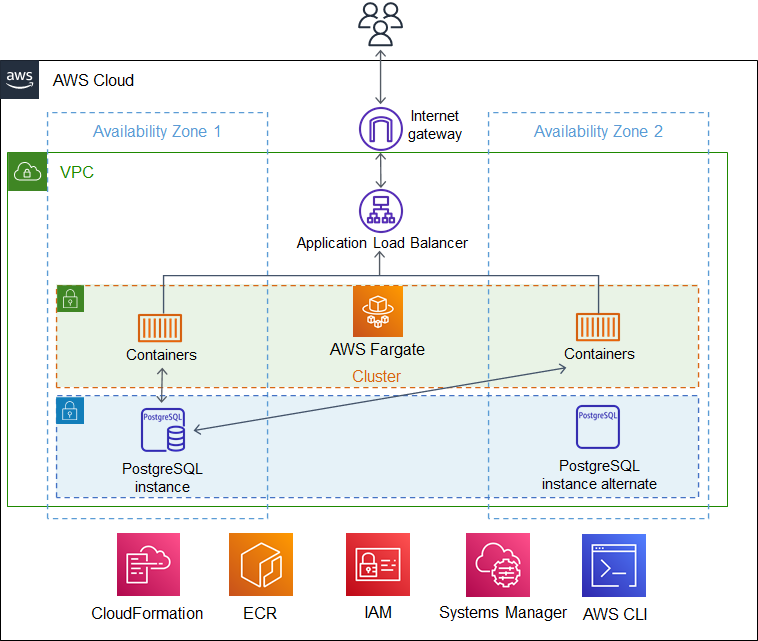 aws
AWS Cloud
Internet
gateway
Availability Zone 1
Availability Zone 2
VPC
Application Load Balancer
Containers
AWS Fargate
Containers
Cluster
PostgreSQL
PostgreSQL
PostgreSQL
instance
PostgreSQL
instance alternate
CloudFormation
ECR
IAM
Systems Manager
AWS CLI